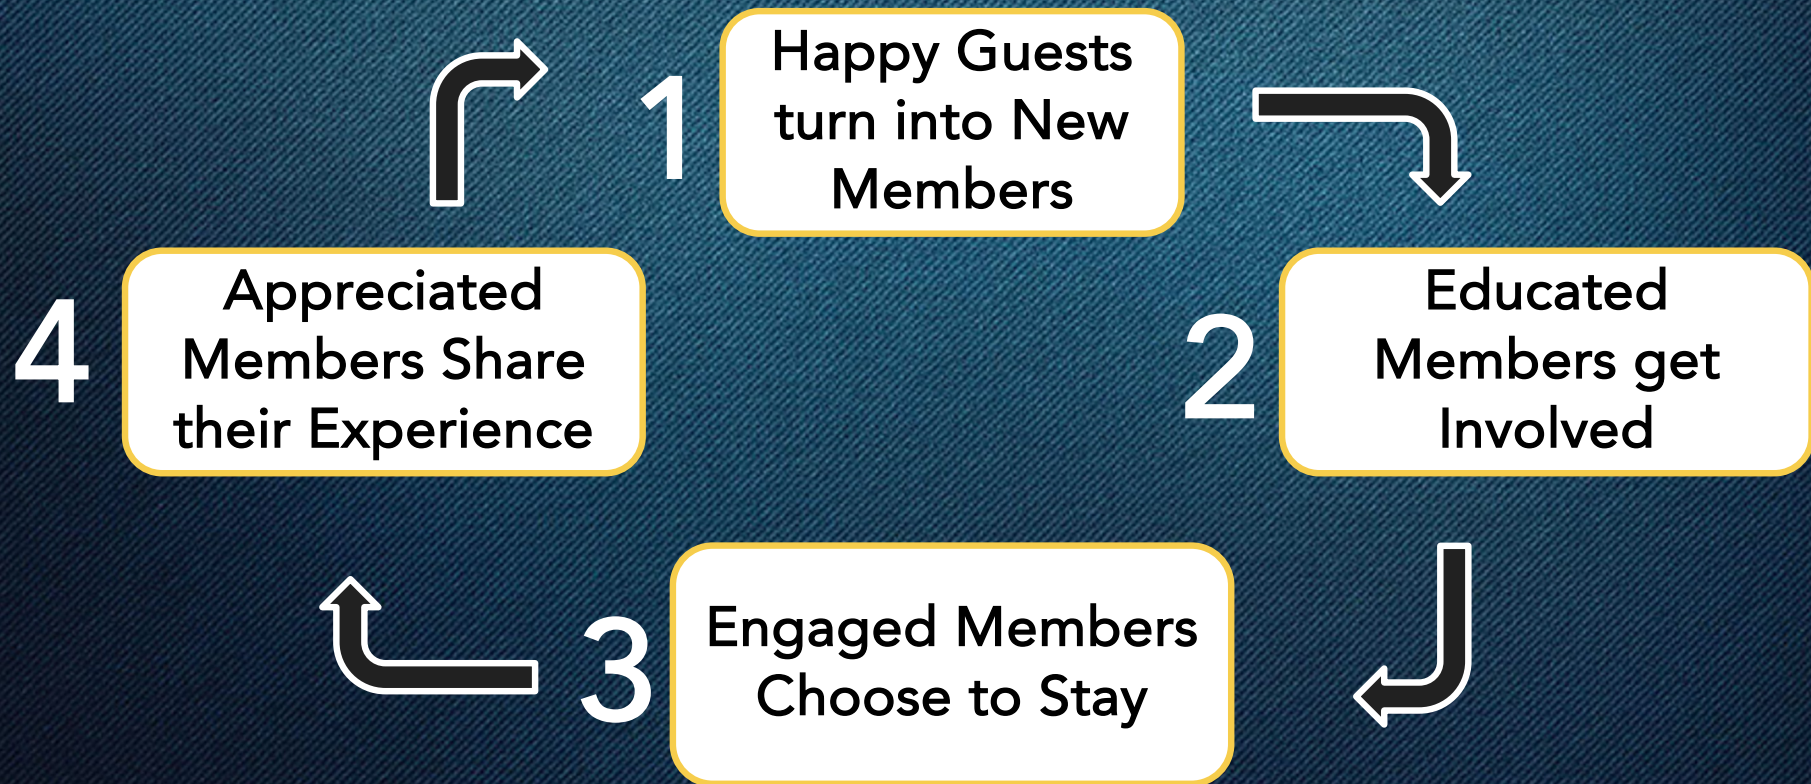 1
Happy Guests
turn into New
Members
2
Educated
Members get
Involved
3
Engaged Members
Choose to Stay
4
Appreciated
Members Share
their Experience